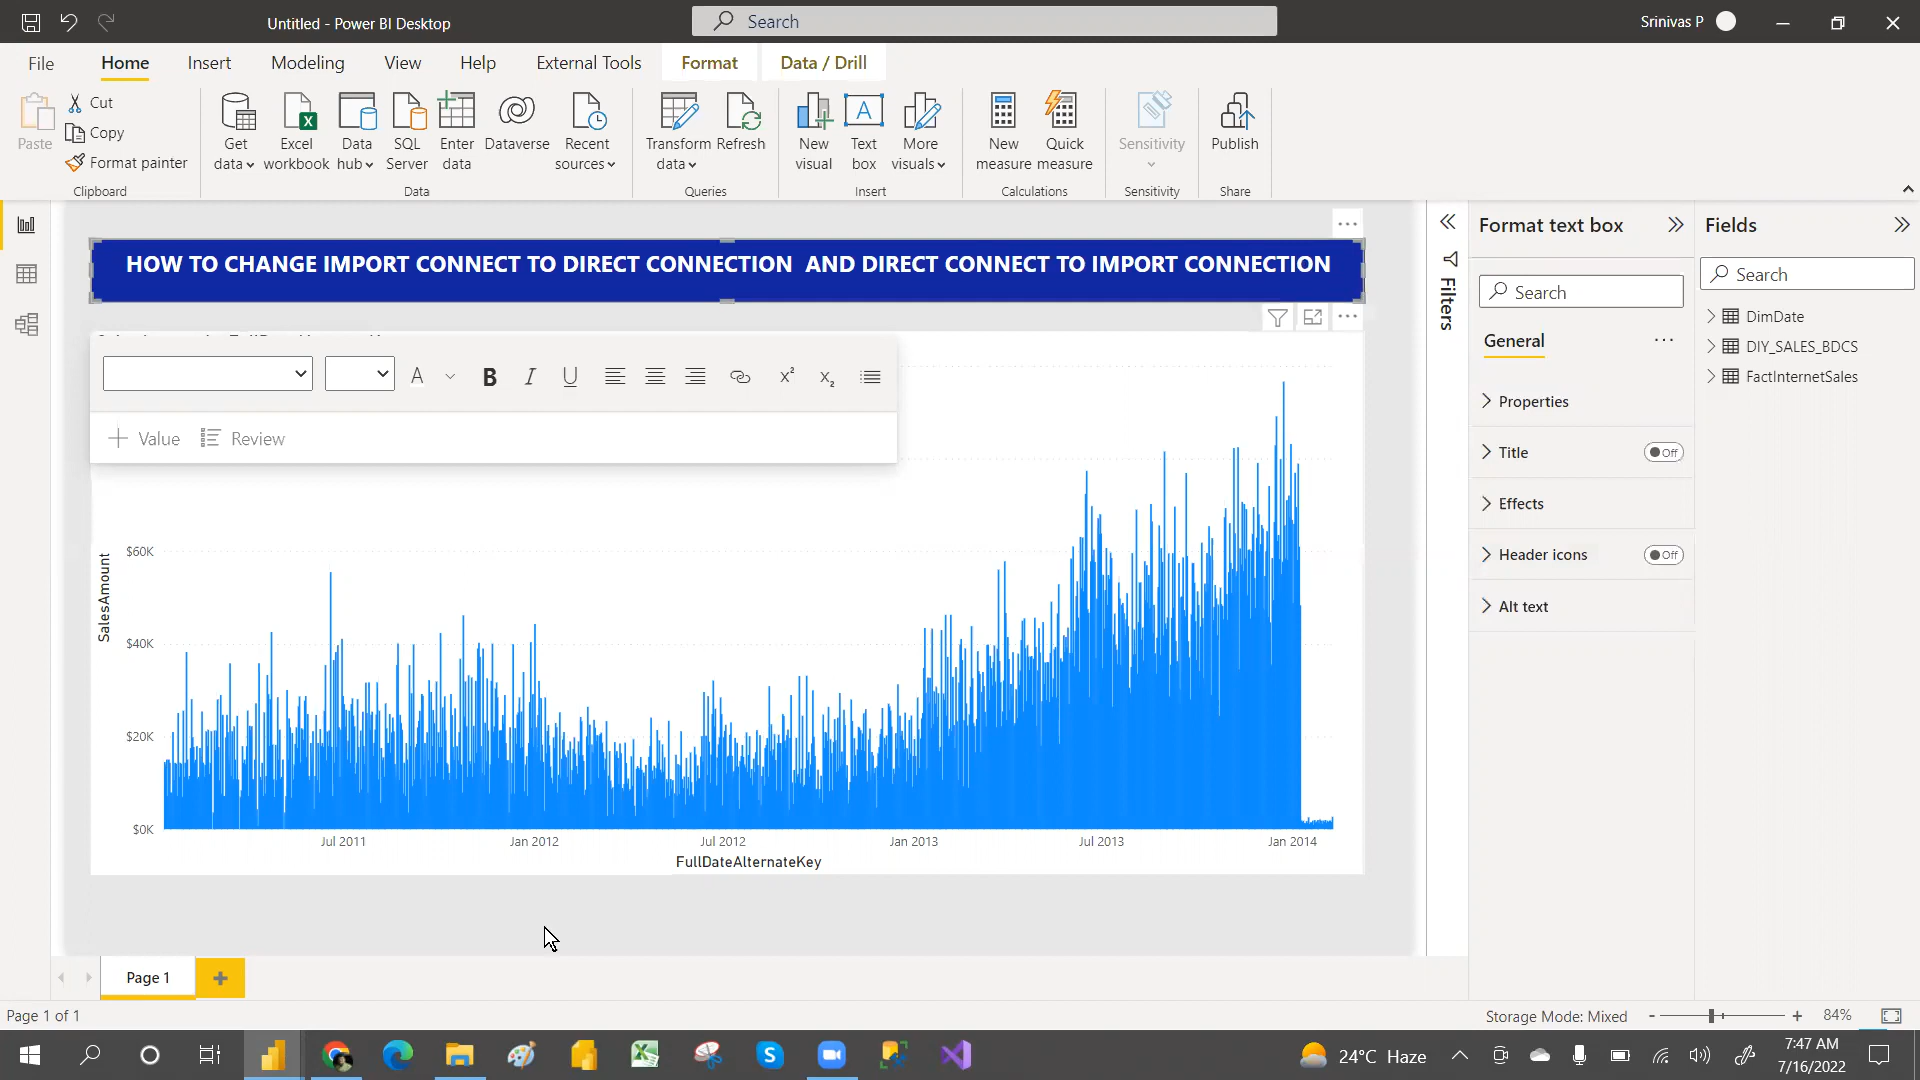 Untitled - Power BI Desktop
Search
Srinivas P
File Home Insert Modeling View Help External Tools Format Data / Drill
Paste
Cut
Copy
Format painter
Clipboard
Get data
Excel workbook
Data hub
SQL Server
Enter data
Dataverse
Recent sources
Data
Transform data
Refresh
Queries
New visual
Text box
More visuals
Insert
New measure
Quick measure
Calculations
Sensitivity
Sensitivity
Publish
Share
HOW TO CHANGE IMPORT CONNECT TO DIRECT CONNECTION AND DIRECT CONNECT TO IMPORT CONNECTION
Value
Review
SalesAmount
$60K
$40K
$20K
$0K
Jul 2011 Jan 2012 Jul 2012 Jan 2013 Jul 2013 Jan 2014
FullDateAlternateKey
Filters
Format text box
Search
General
Properties
Title Off
Effects
Header icons Off
Alt text
Fields
Search
DimDate
DIY_SALES_BDCS
FactInternetSales
Page 1
Page 1 of 1
Storage Mode: Mixed
- + 84%
24°C Haze
7:47 AM
7/16/2022